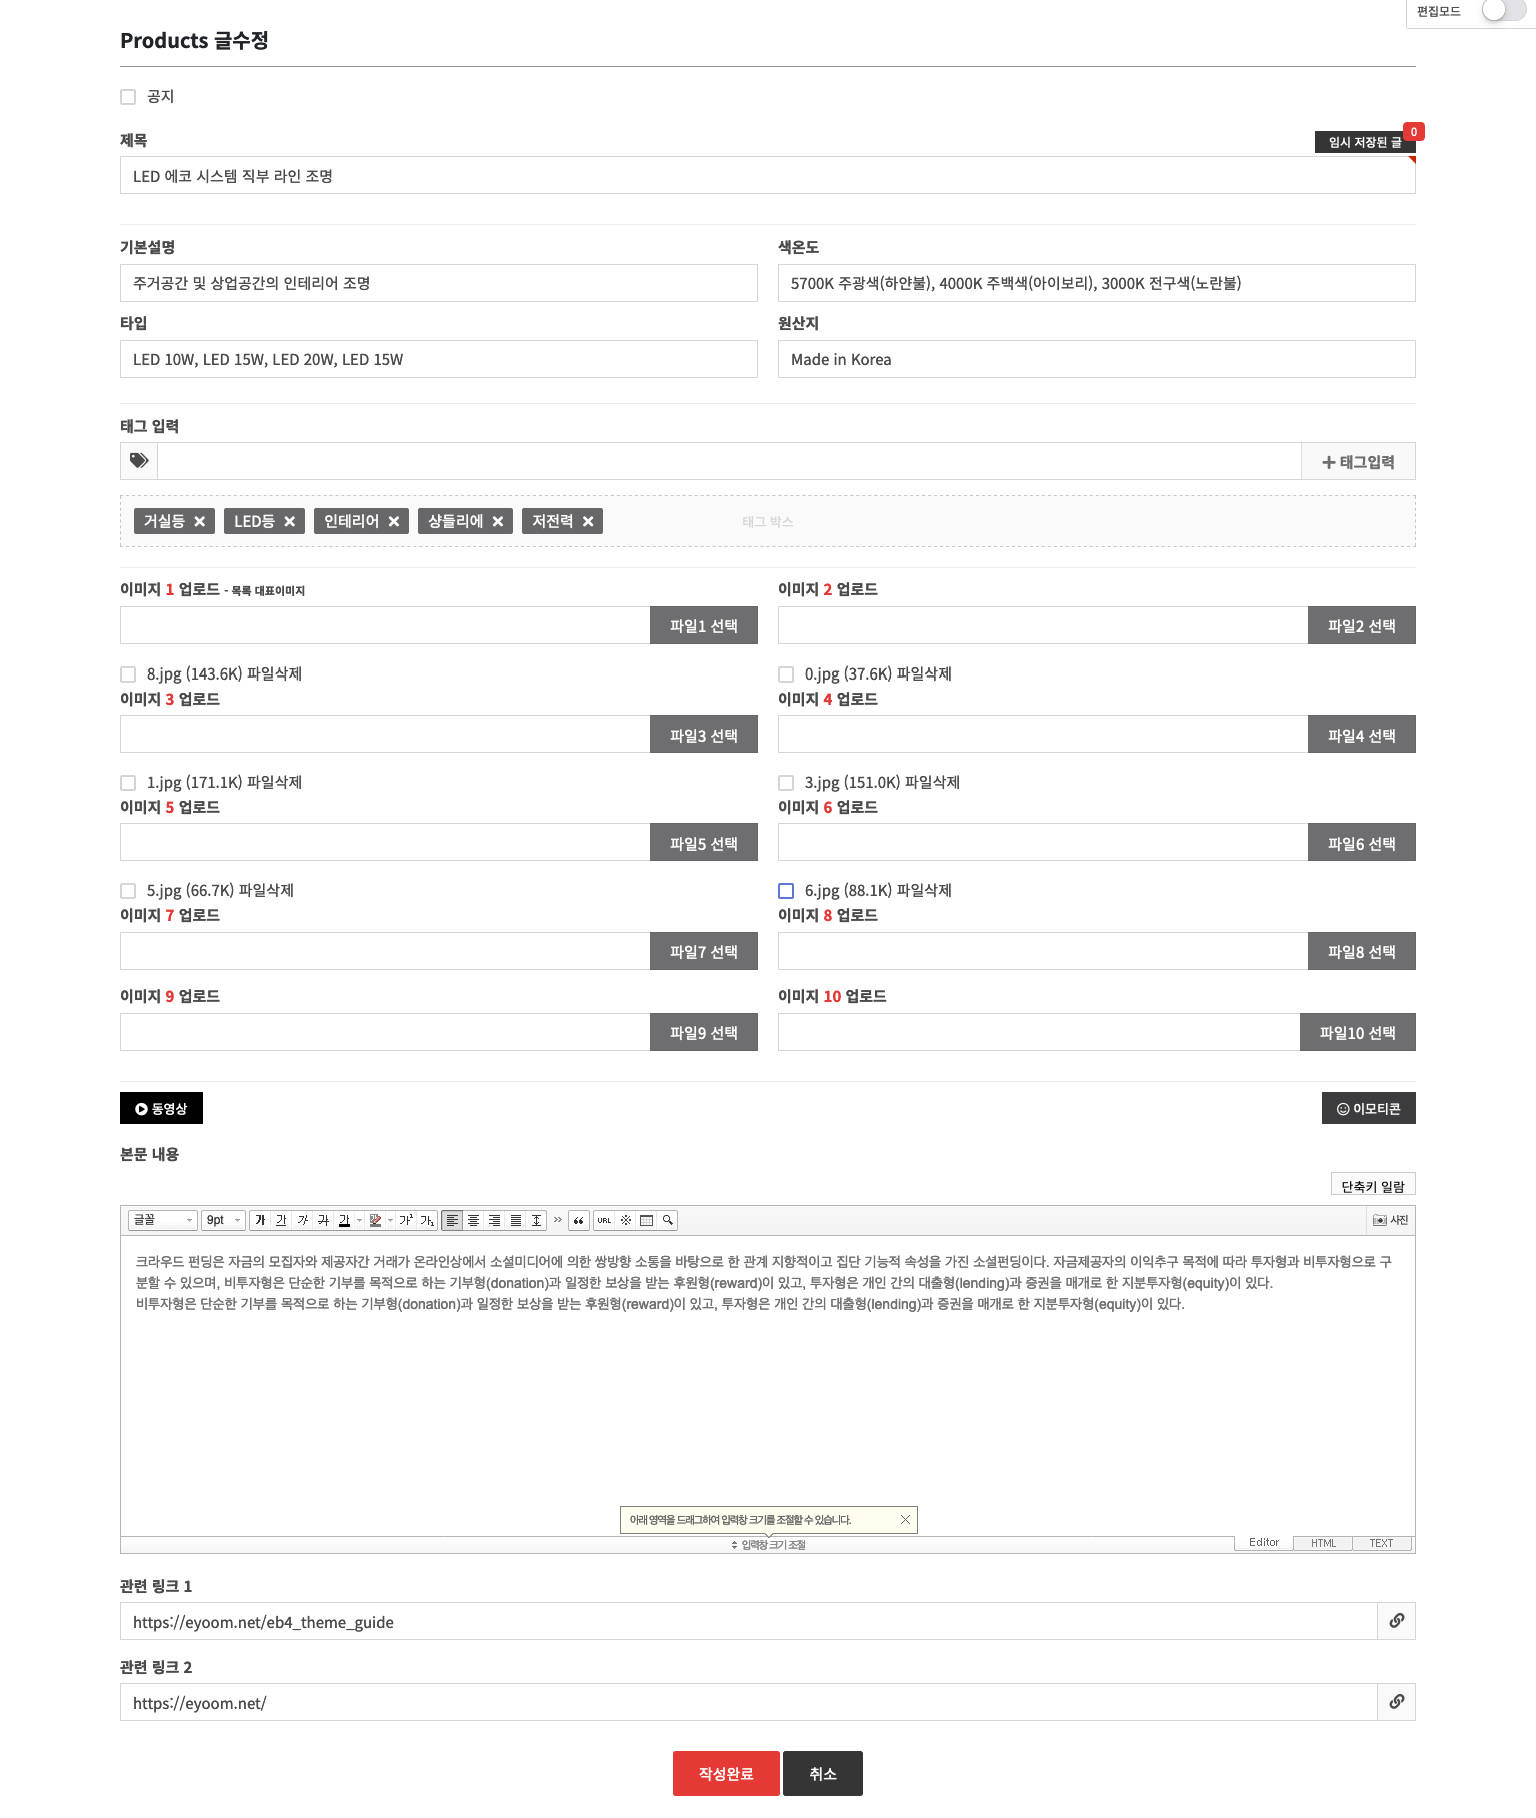 편집모드
Products 글수정
공지
제목
임시 저장된 글 0
LED 에코 시스템 직부 라인 조명
기본설명 색온도
주거공간 및 상업공간의 인테리어 조명 5700K 주광색(하얀불), 4000K 주백색(아이보리), 3000K 전구색(노란불)
타입 원산지
LED 10W, LED 15W, LED 20W, LED 15W Made in Korea
태그 입력
태그입력
거실등 LED등 인테리어 샹들리에 저전력 태그 박스
이미지 1 업로드 - 목록 대표이미지 이미지 2 업로드
파일1 선택 파일2 선택
8.jpg (143.6K) 파일삭제 0.jpg (37.6K) 파일삭제
이미지 3 업로드 이미지 4 업로드
파일3 선택 파일4 선택
1.jpg (171.1K) 파일삭제 3.jpg (151.0K) 파일삭제
이미지 5 업로드 이미지 6 업로드
파일5 선택 파일6 선택
5.jpg (66.7K) 파일삭제 6.jpg (88.1K) 파일삭제
이미지 7 업로드 이미지 8 업로드
파일7 선택 파일8 선택
이미지 9 업로드 이미지 10 업로드
파일9 선택 파일10 선택
동영상 이모티콘
본문 내용
단축키 일람
글꼴 9pt 가 가 가 가 가 가¹ 가₁ URL 사진
크라우드 펀딩은 자금의 모집자와 제공자간 거래가 온라인상에서 소셜미디어에 의한 쌍방향 소통을 바탕으로 한 관계 지향적이고 집단 기능적 속성을 가진 소셜펀딩이다. 자금제공자의 이익추구 목적에 따라 투자형과 비투자형으로 구
분할 수 있으며, 비투자형은 단순한 기부를 목적으로 하는 기부형(donation)과 일정한 보상을 받는 후원형(reward)이 있고, 투자형은 개인 간의 대출형(lending)과 증권을 매개로 한 지분투자형(equity)이 있다.
비투자형은 단순한 기부를 목적으로 하는 기부형(donation)과 일정한 보상을 받는 후원형(reward)이 있고, 투자형은 개인 간의 대출형(lending)과 증권을 매개로 한 지분투자형(equity)이 있다.
아래 영역을 드래그하여 입력창 크기를 조절할 수 있습니다.
입력창 크기 조절 Editor HTML TEXT
관련 링크 1
https://eyoom.net/eb4_theme_guide
관련 링크 2
https://eyoom.net/
작성완료 취소